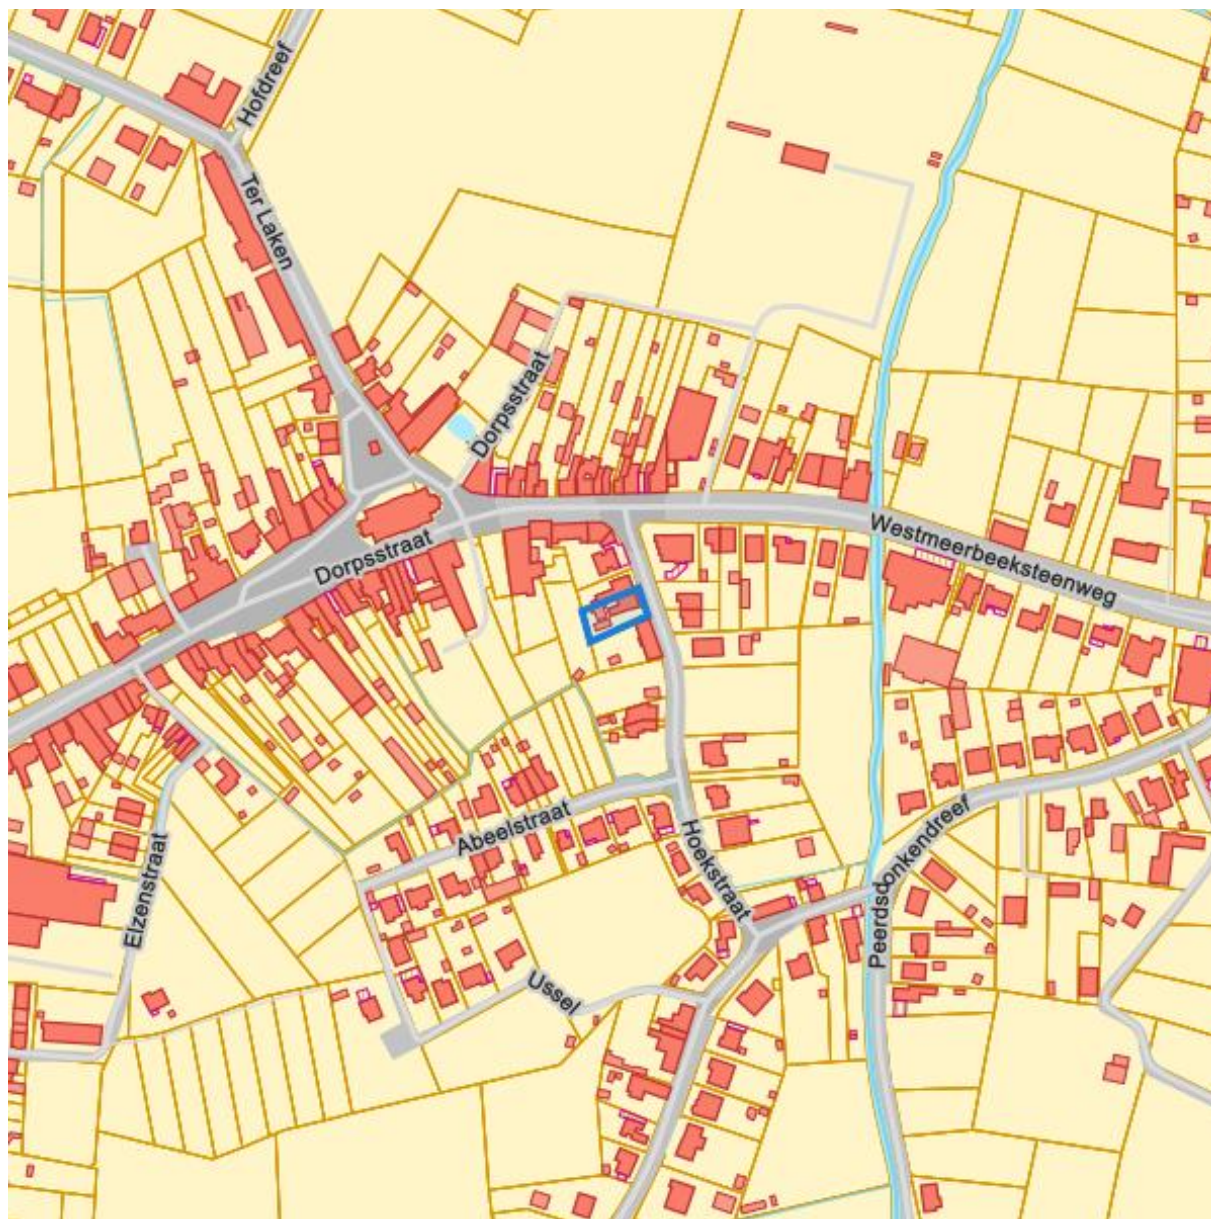 Hofdreef
Ter Laken
Dorpsstraat
Dorpsstraat
Westmeerbeeksteenweg
Abeelstraat
Hoekstraat
Elzenstraat
Peerdsdonkendreef
Ussel